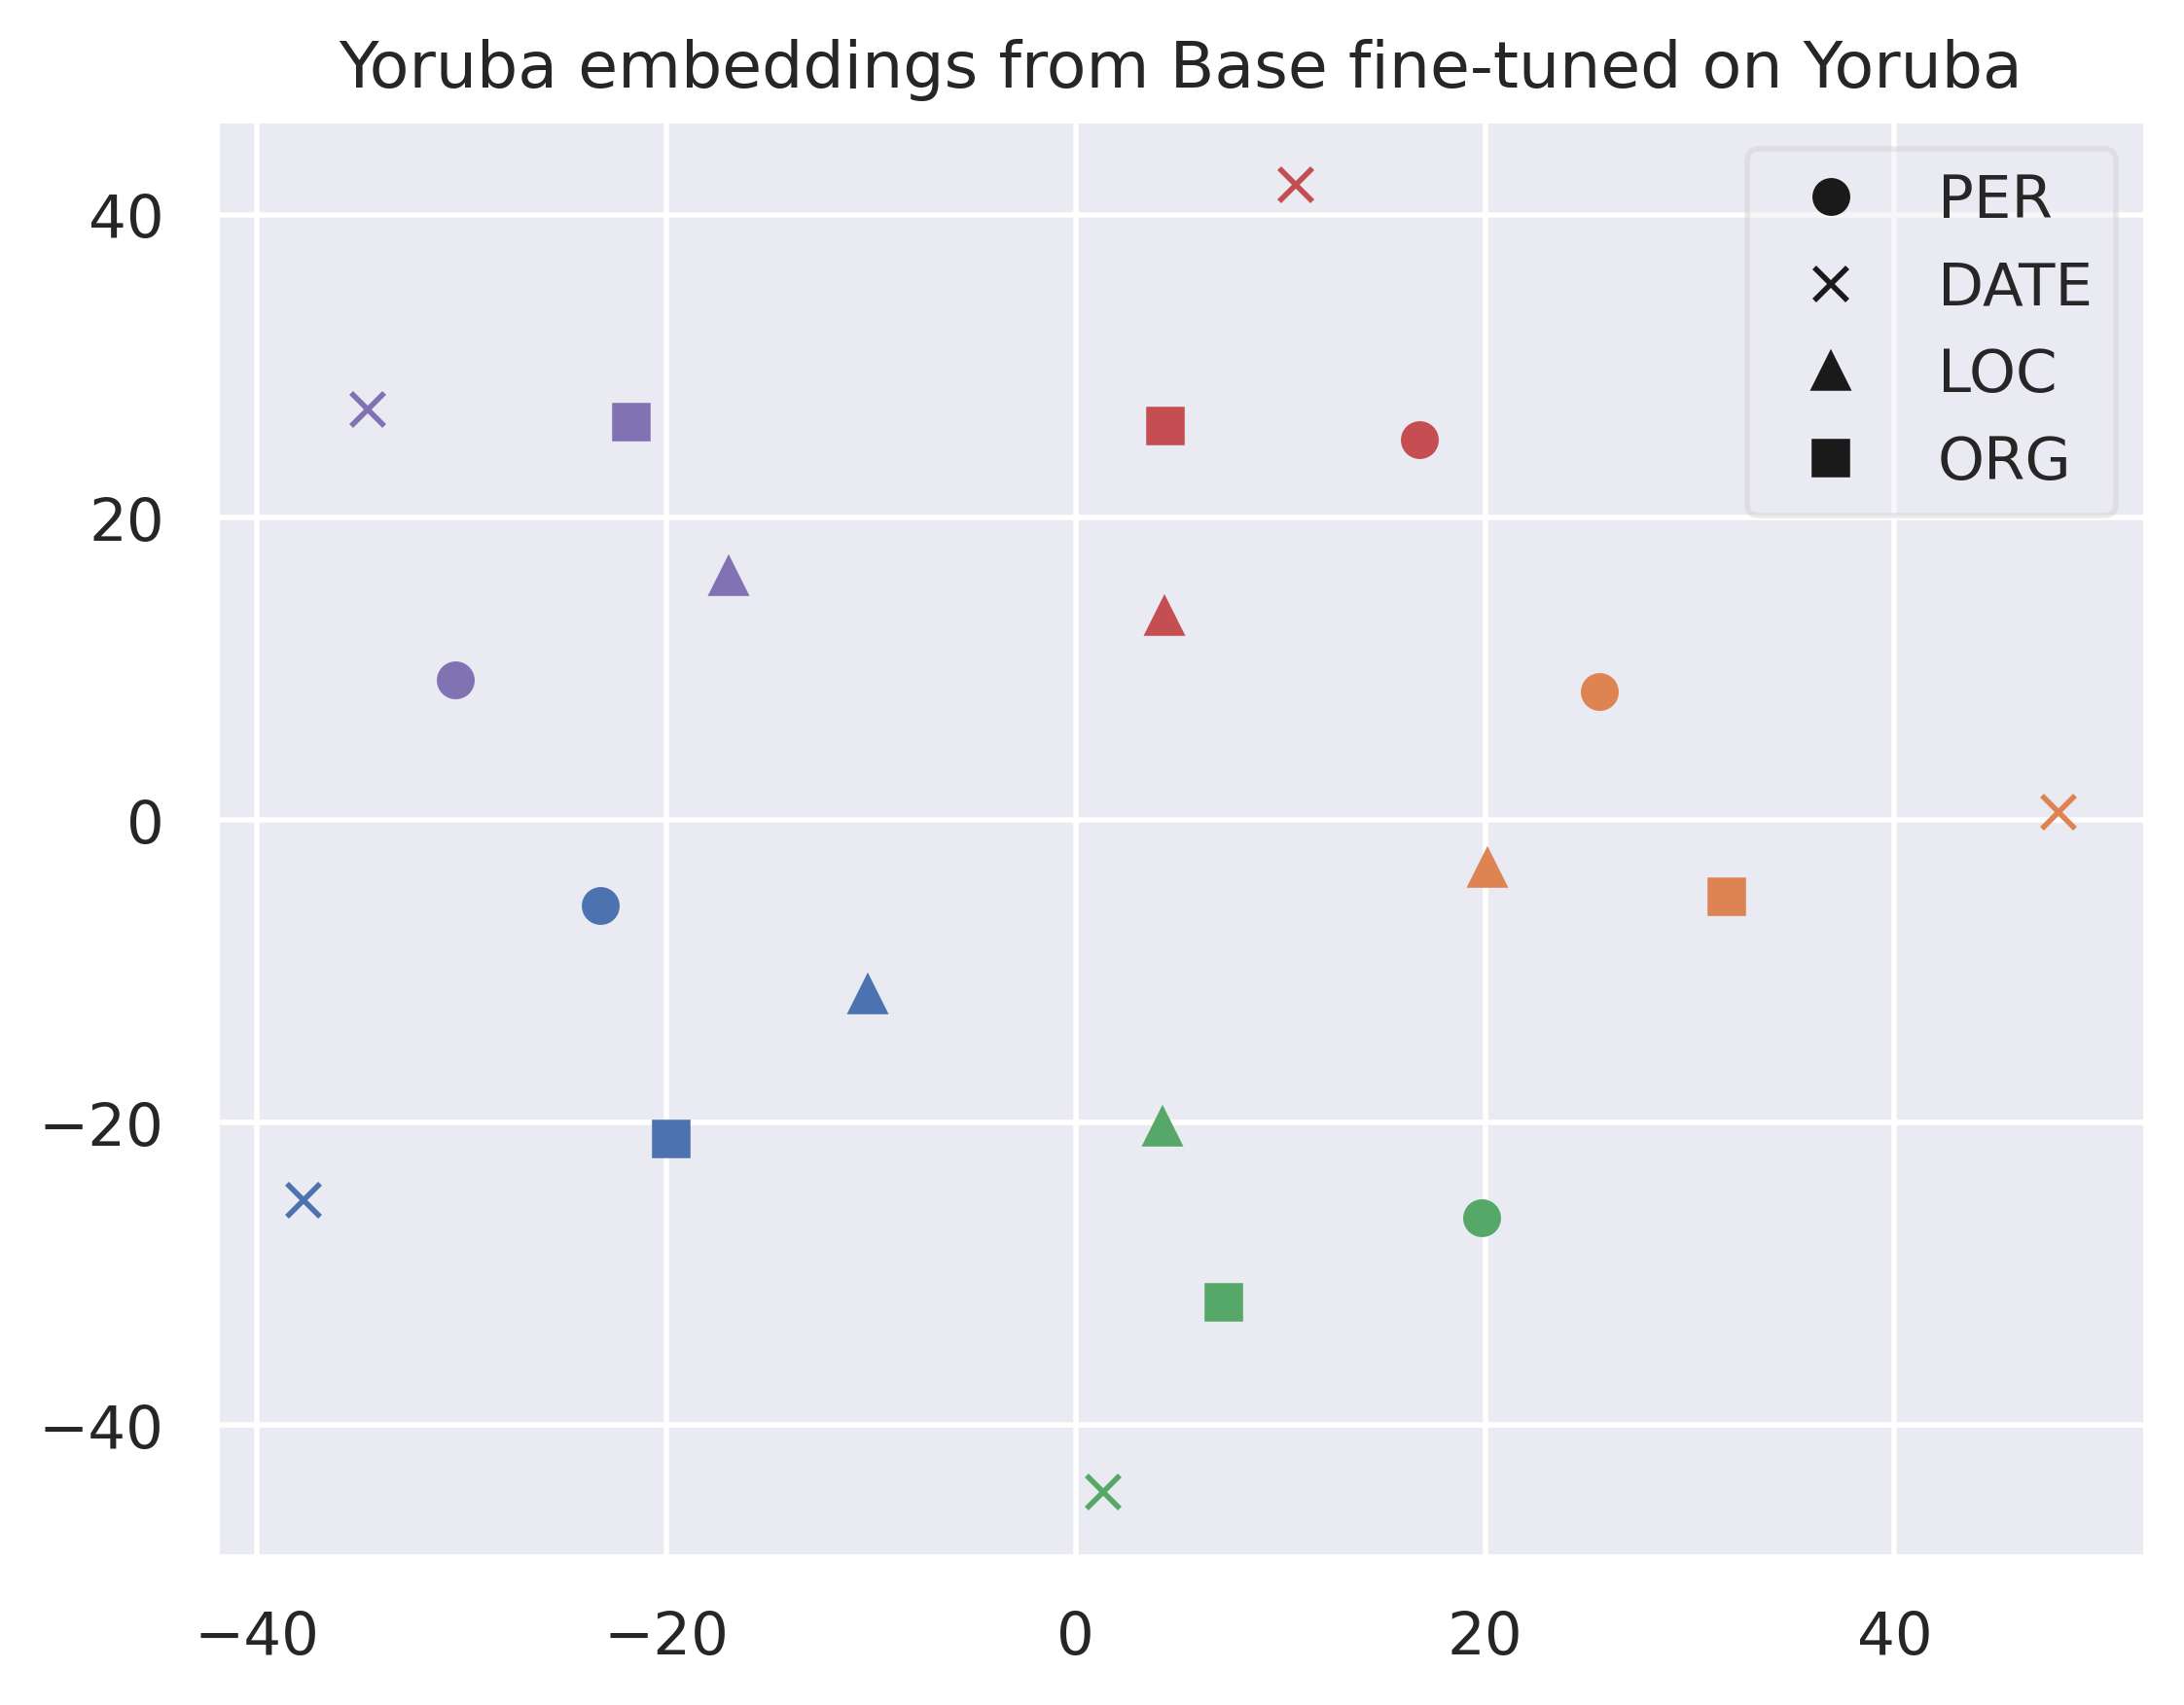 Yoruba embeddings from Base fine-tuned on Yoruba
PER
DATE
LOC
ORG
40
20
0
−20
−40
−40 −20 0 20 40